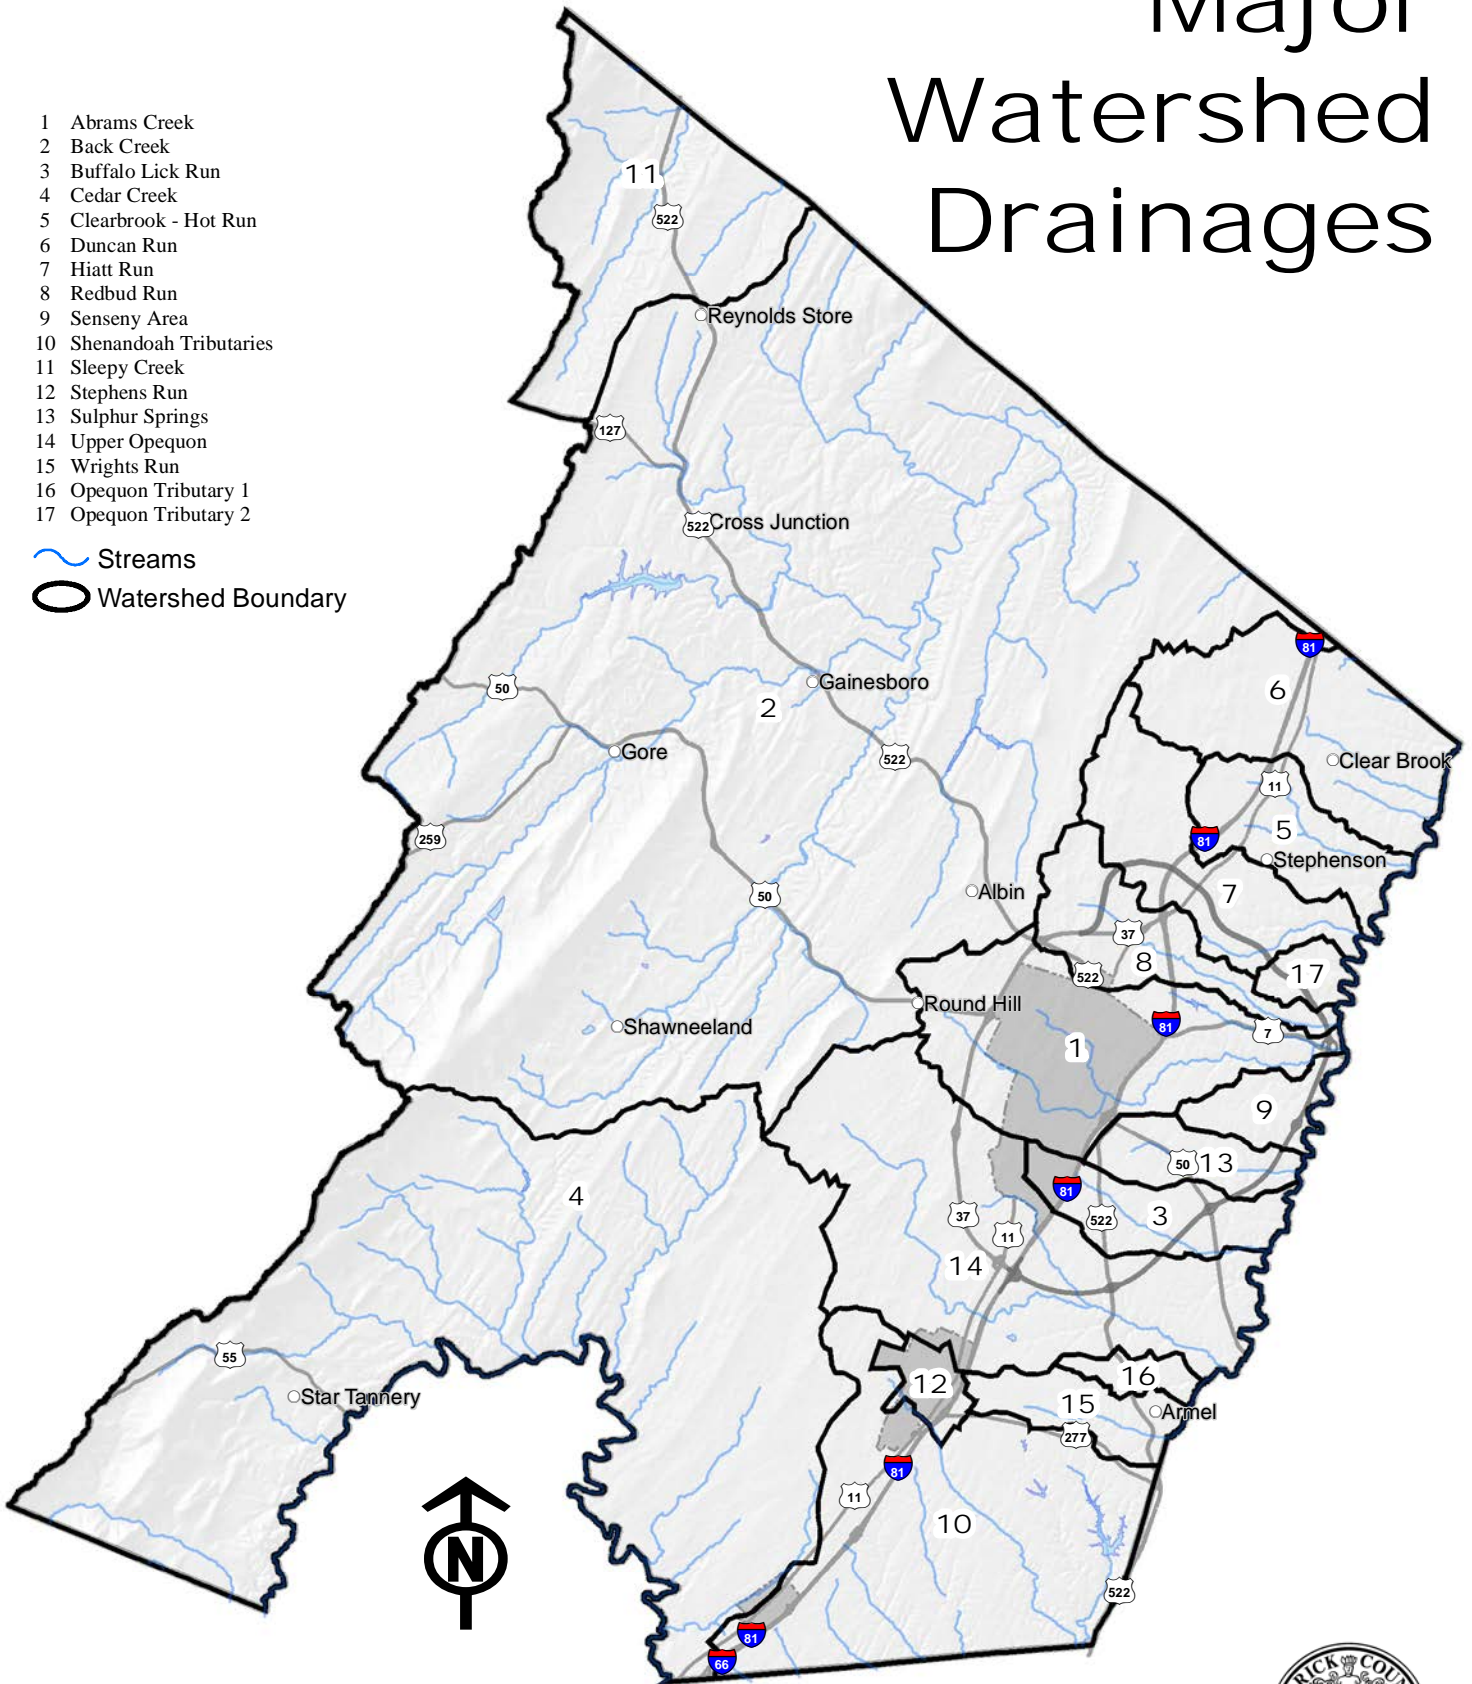 Major
Watershed
Drainages
1 Abrams Creek
2 Back Creek
3 Buffalo Lick Run
4 Cedar Creek
5 Clearbrook - Hot Run
6 Duncan Run
7 Hiatt Run
8 Redbud Run
9 Senseny Area
10 Shenandoah Tributaries
11 Sleepy Creek
12 Stephens Run
13 Sulphur Springs
14 Upper Opequon
15 Wrights Run
16 Opequon Tributary 1
17 Opequon Tributary 2
Streams
Watershed Boundary
11
522
Reynolds Store
127
522
Cross Junction
81
6
50
Gainesboro
2
Gore
522
Clear Brook
11
5
259
81
Stephenson
50
Albin
7
37
8
522
17
Round Hill
81
7
Shawneeland
1
9
50
13
4
81
37
522
3
11
14
55
16
12
Star Tannery
15
Armel
277
81
11
10
N
522
81
66
RICK COUN